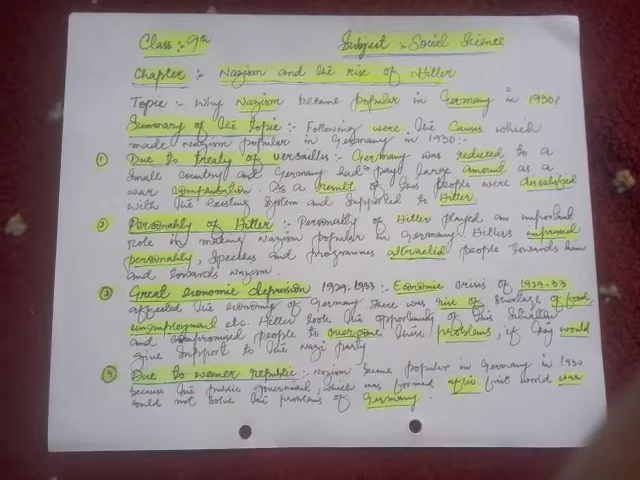 Class :- 9th Subject :- Social Science
Chapter :- Nazism and the rise of Hitler
Topic :- Why Nazism became popular in Germany in 1930?
Summary of the topic :- Following were the causes which
made Nazism popular in Germany in 1930 :-
1 Due to treaty of versailles :- Germany was reduced to a
small country and Germany had pay large amount as a
war As a result of this people were dissatisfied
with the existing system and supported to Hitler
2 Personality of Hitler :- Personality of Hitler played an important
role in making Nazism popular in Germany. Hitlers
personality, speeches and programmes attracted people towards him
and towards Nazism.
3 Great economic depression 1929-1933 :- Economic crisis of 1929-33
affected the economy of Germany There was rise of shortage of food,
unemployment etc. Hitler took the opportunity of this situation
and people to overcome these problems, if they would
give support to the Nazi party.
4 Due to weimer republic :- Nazism became popular in Germany in 1930
because the public government, which was formed after first world war
could not solve the problems of Germany.